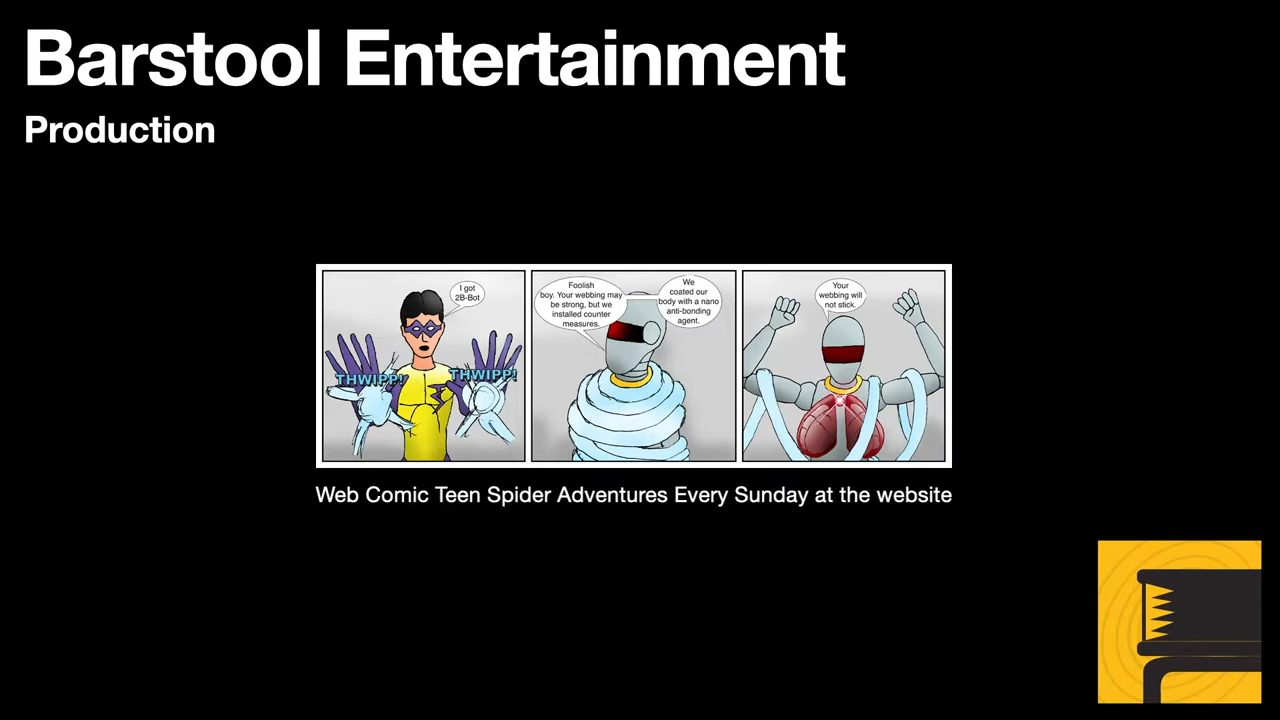 Barstool Entertainment
Production
I got
2B-Bot
THWIPP!
THWIPP!
Foolish
boy. Your webbing may
be strong, but we
installed counter
measures.
We
coated our
body with a nano
anti-bonding
agent.
Your
webbing will
not stick.
Web Comic Teen Spider Adventures Every Sunday at the website